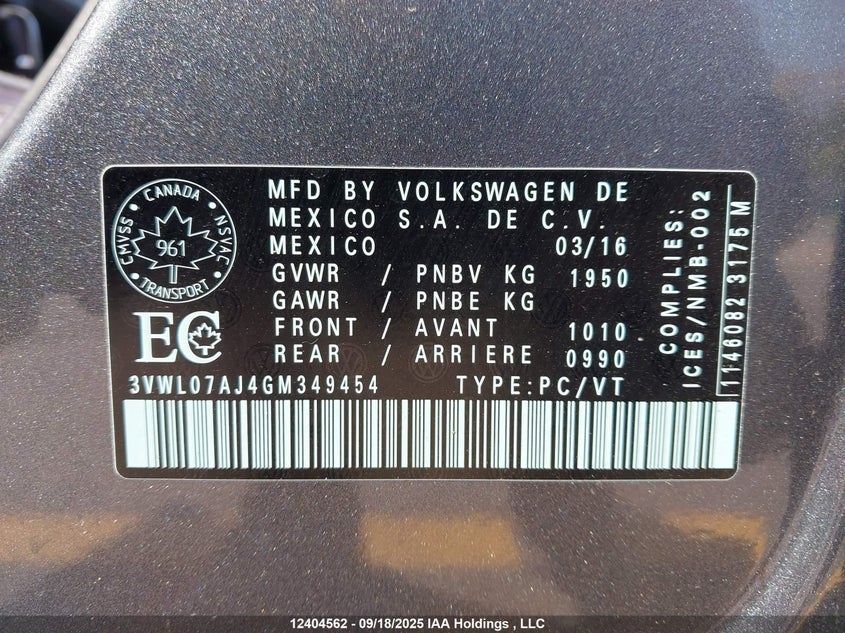 CMVSS • CANADA • NSVAC
961
TRANSPORT
EC
MFD BY VOLKSWAGEN DE
MEXICO S.A. DE C.V.
MEXICO 03/16
GVWR / PNBV KG 1950
GAWR / PNBE KG
FRONT / AVANT 1010
REAR / ARRIERE 0990
3VWL07AJ4GM349454 TYPE:PC/VT
COMPLIES:
ICES/NMB-002
1146082 3175 M
12404562 - 09/18/2025 IAA Holdings , LLC